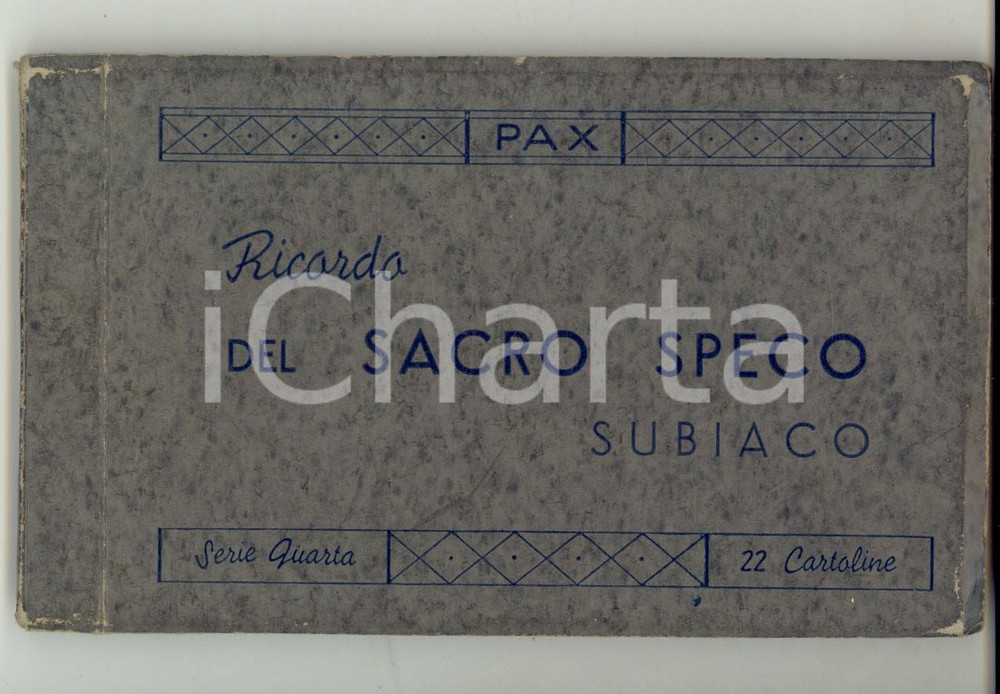 PAX
Ricordo
DEL SACRO SPECO
SUBIACO
Serie Quarta
22 Cartoline
iCharta